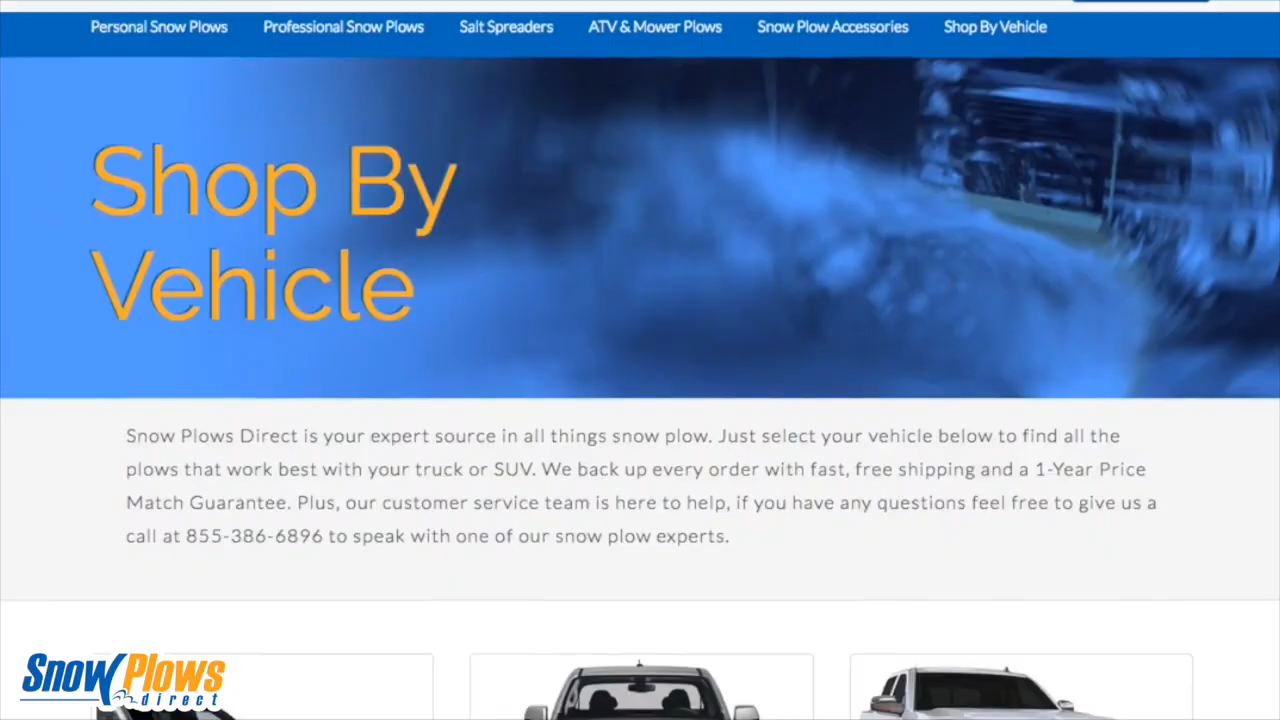 Personal Snow Plows Professional Snow Plows Salt Spreaders ATV & Mower Plows Snow Plow Accessories Shop By Vehicle
Shop By
Vehicle
Snow Plows Direct is your expert source in all things snow plow. Just select your vehicle below to find all the
plows that work best with your truck or SUV. We back up every order with fast, free shipping and a 1-Year Price
Match Guarantee. Plus, our customer service team is here to help, if you have any questions feel free to give us a
call at 855-386-6896 to speak with one of our snow plow experts.
Snow Plows
direct